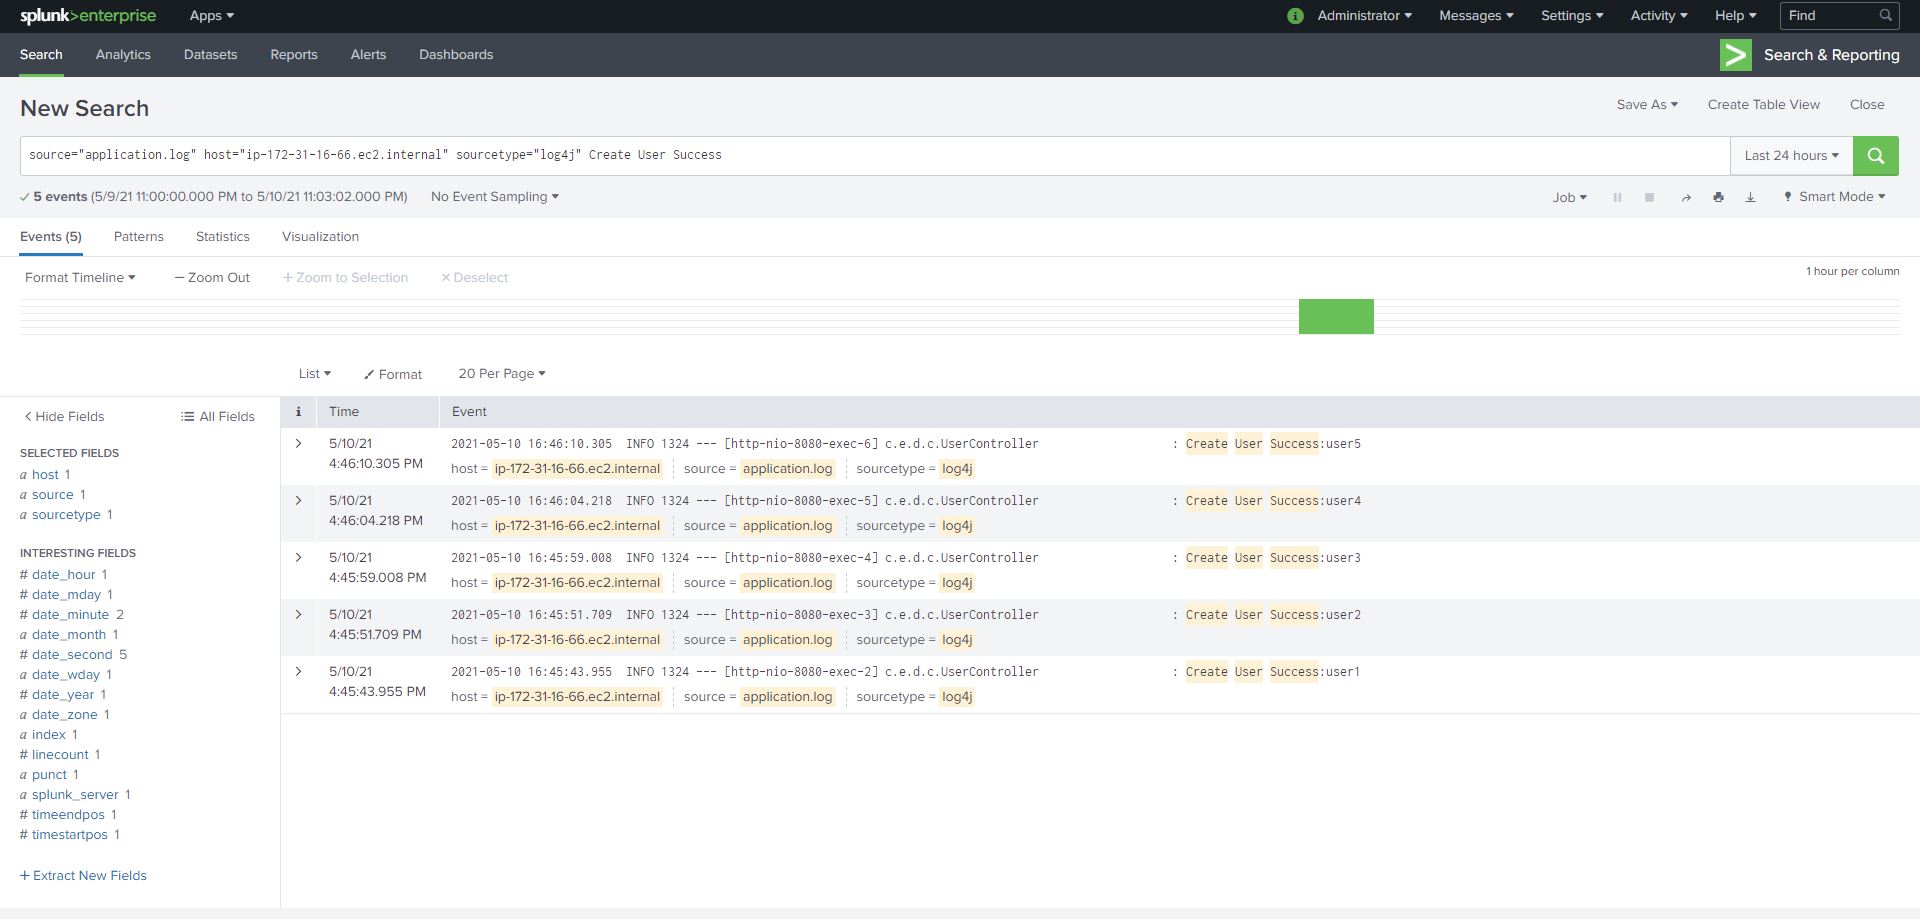 splunk>enterprise Apps Administrator Messages Settings Activity Help Find
Search Analytics Datasets Reports Alerts Dashboards Search & Reporting
New Search Save As Create Table View Close
source="application.log" host="ip-172-31-16-66.ec2.internal" sourcetype="log4j" Create User Success Last 24 hours
5 events (5/9/21 11:00:00.000 PM to 5/10/21 11:03:02.000 PM) No Event Sampling Job Smart Mode
Events (5) Patterns Statistics Visualization
Format Timeline — Zoom Out + Zoom to Selection × Deselect 1 hour per column
List Format 20 Per Page
< Hide Fields All Fields
SELECTED FIELDS
a host 1
a source 1
a sourcetype 1
INTERESTING FIELDS
# date_hour 1
# date_mday 1
# date_minute 2
a date_month 1
# date_second 5
a date_wday 1
# date_year 1
a date_zone 1
a index 1
# linecount 1
a punct 1
a splunk_server 1
# timeendpos 1
# timestartpos 1
+ Extract New Fields
i Time Event
> 5/10/21 2021-05-10 16:46:10.305 INFO 1324 --- [http-nio-8080-exec-6] c.e.d.c.UserController : Create User Success:user5
4:46:10.305 PM host = ip-172-31-16-66.ec2.internal source = application.log sourcetype = log4j
> 5/10/21 2021-05-10 16:46:04.218 INFO 1324 --- [http-nio-8080-exec-5] c.e.d.c.UserController : Create User Success:user4
4:46:04.218 PM host = ip-172-31-16-66.ec2.internal source = application.log sourcetype = log4j
> 5/10/21 2021-05-10 16:45:59.008 INFO 1324 --- [http-nio-8080-exec-4] c.e.d.c.UserController : Create User Success:user3
4:45:59.008 PM host = ip-172-31-16-66.ec2.internal source = application.log sourcetype = log4j
> 5/10/21 2021-05-10 16:45:51.709 INFO 1324 --- [http-nio-8080-exec-3] c.e.d.c.UserController : Create User Success:user2
4:45:51.709 PM host = ip-172-31-16-66.ec2.internal source = application.log sourcetype = log4j
> 5/10/21 2021-05-10 16:45:43.955 INFO 1324 --- [http-nio-8080-exec-2] c.e.d.c.UserController : Create User Success:user1
4:45:43.955 PM host = ip-172-31-16-66.ec2.internal source = application.log sourcetype = log4j